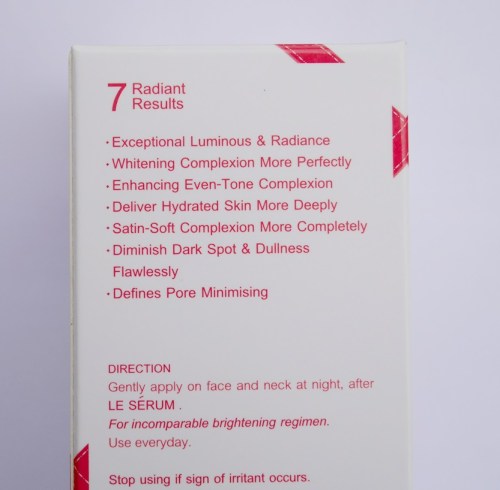 7 Radiant
Results
· Exceptional Luminous & Radiance
· Whitening Complexion More Perfectly
· Enhancing Even-Tone Complexion
· Deliver Hydrated Skin More Deeply
· Satin-Soft Complexion More Completely
· Diminish Dark Spot & Dullness
Flawlessly
· Defines Pore Minimising
DIRECTION
Gently apply on face and neck at night, after
LE SÉRUM .
For incomparable brightening regimen.
Use everyday.
Stop using if sign of irritant occurs.